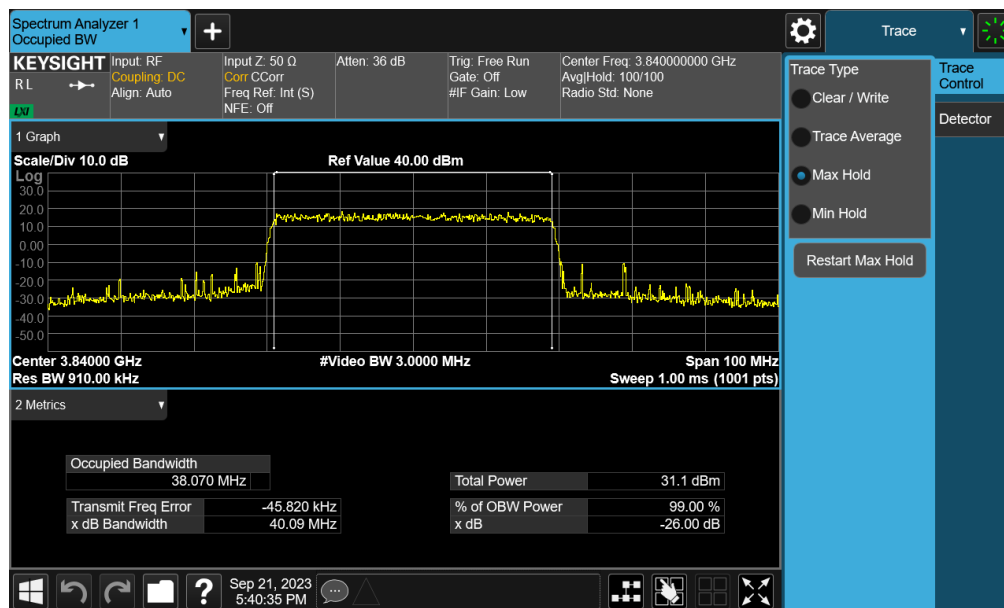 Spectrum Analyzer 1
Occupied BW
+
Trace
KEYSIGHT
R L
LXI
Input: RF
Coupling: DC
Align: Auto
Input Z: 50 Ω
Corr CCorr
Freq Ref: Int (S)
NFE: Off
Atten: 36 dB
Trig: Free Run
Gate: Off
#IF Gain: Low
Center Freq: 3.840000000 GHz
Avg|Hold: 100/100
Radio Std: None
Trace Type
Clear / Write
Trace Average
Max Hold
Min Hold
Restart Max Hold
Trace
Control
Detector
1 Graph
Scale/Div 10.0 dB
Ref Value 40.00 dBm
Log
30.0
20.0
10.0
0.00
-10.0
-20.0
-30.0
-40.0
-50.0
Center 3.84000 GHz
#Video BW 3.0000 MHz
Span 100 MHz
Res BW 910.00 kHz
Sweep 1.00 ms (1001 pts)
2 Metrics
Occupied Bandwidth
38.070 MHz
Total Power 31.1 dBm
Transmit Freq Error -45.820 kHz
% of OBW Power 99.00 %
x dB Bandwidth 40.09 MHz
x dB -26.00 dB
?
Sep 21, 2023
5:40:35 PM